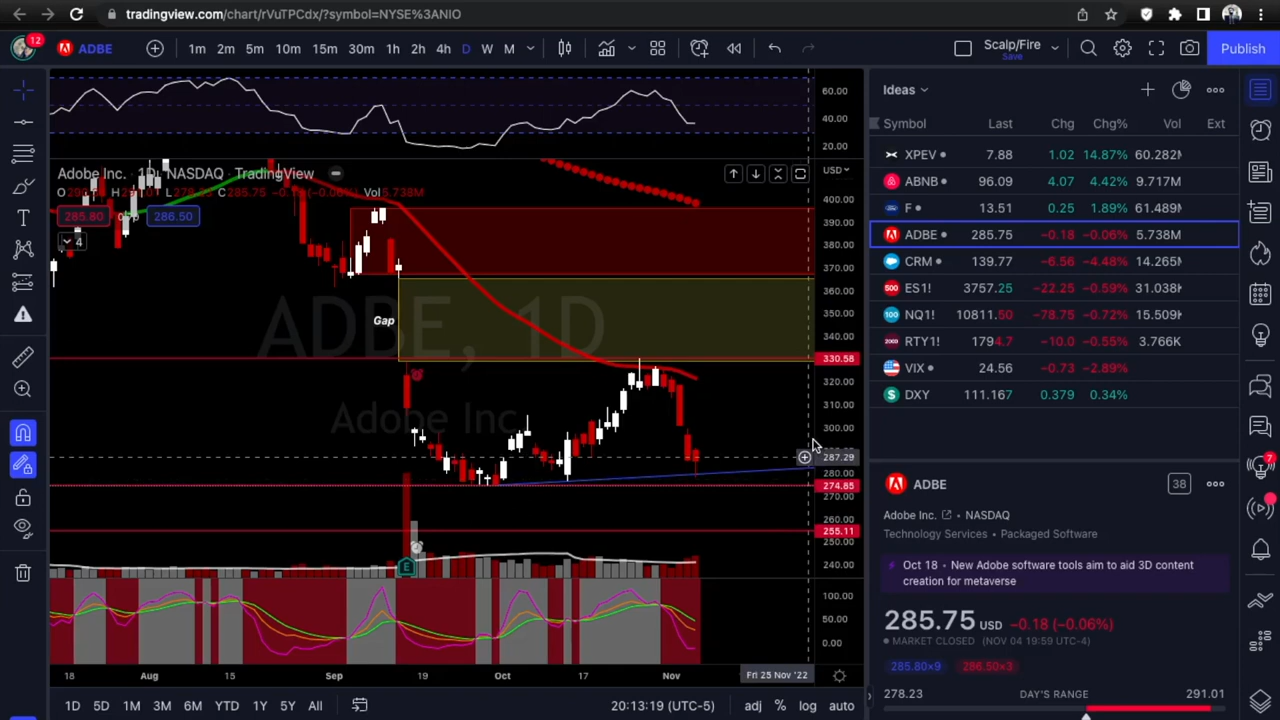 tradingview.com/chart/rVuTPCdx/?symbol=NYSE%3ANIO
12 ADBE 1m 2m 5m 10m 15m 30m 1h 2h 4h D W M Scalp/Fire Save Publish
60.00
40.00
20.00
Adobe Inc. · 1D · NASDAQ · TradingView
285.80 286.50
4
USD
400.00
390.00
380.00
370.00
360.00
350.00
340.00
330.58
320.00
310.00
300.00
287.29
280.00
274.85
270.00
260.00
255.11
250.00
240.00
ADBE, 1D
Adobe Inc.
Gap
E
100.00
50.00
0.00
18 Aug 15 Sep 19 Oct 17 Nov Fri 25 Nov '22
1D 5D 1M 3M 6M YTD 1Y 5Y All 20:13:19 (UTC-5) adj % log auto
Ideas
Symbol Last Chg Chg% Vol Ext
XPEV 7.88 1.02 14.87% 60.282M
ABNB 96.09 4.07 4.42% 9.717M
F 13.51 0.25 1.89% 61.489M
ADBE 285.75 −0.18 −0.06% 5.738M
CRM 139.77 −6.56 −4.48% 14.265M
ES1! 3757.25 −22.25 −0.59% 31.038K
NQ1! 10811.50 −78.75 −0.72% 15.509K
RTY1! 1794.7 −10.0 −0.55% 3.766K
VIX 24.56 −0.73 −2.89%
DXY 111.167 0.379 0.34%
ADBE 38
Adobe Inc. · NASDAQ
Technology Services · Packaged Software
Oct 18 · New Adobe software tools aim to aid 3D content
creation for metaverse
285.75 USD −0.18 (−0.06%)
MARKET CLOSED (NOV 04 19:59 UTC-4)
285.80×9 286.50×3
278.23 DAY'S RANGE 291.01
7